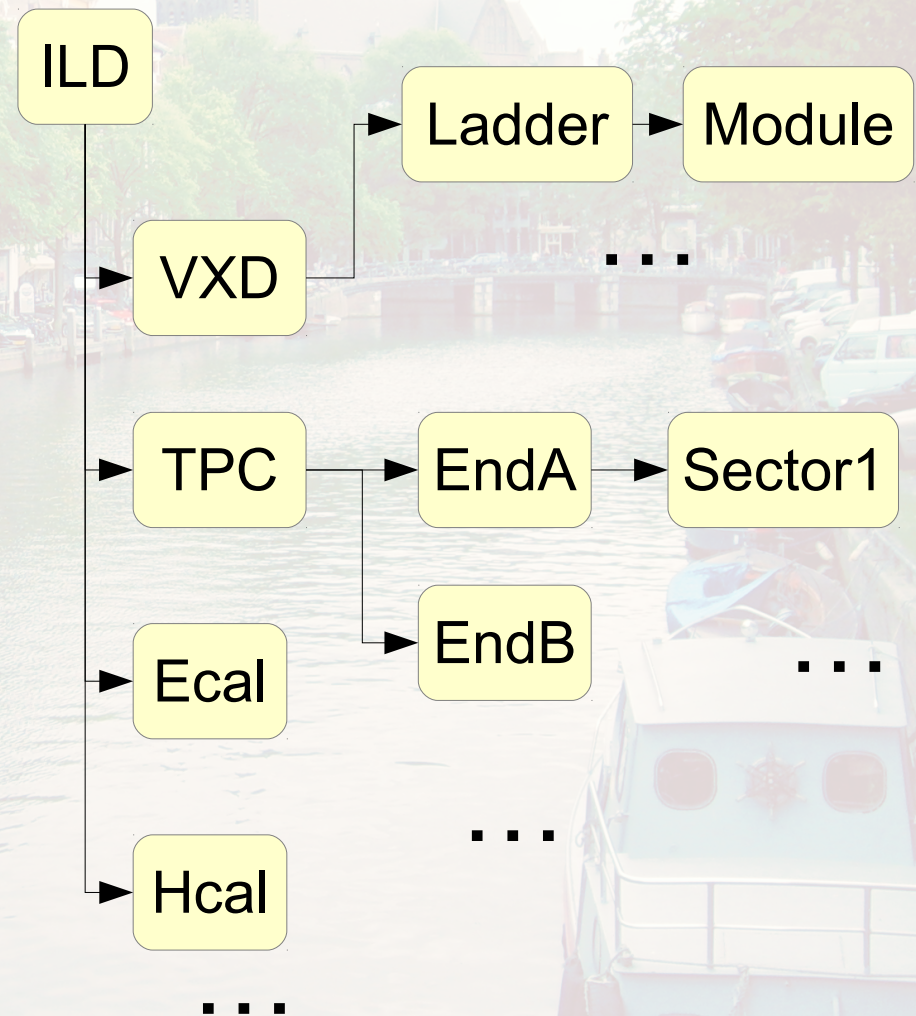 ILD
Ladder Module
VXD
...
TPC EndA Sector1
EndB
...
Ecal
...
Hcal
...